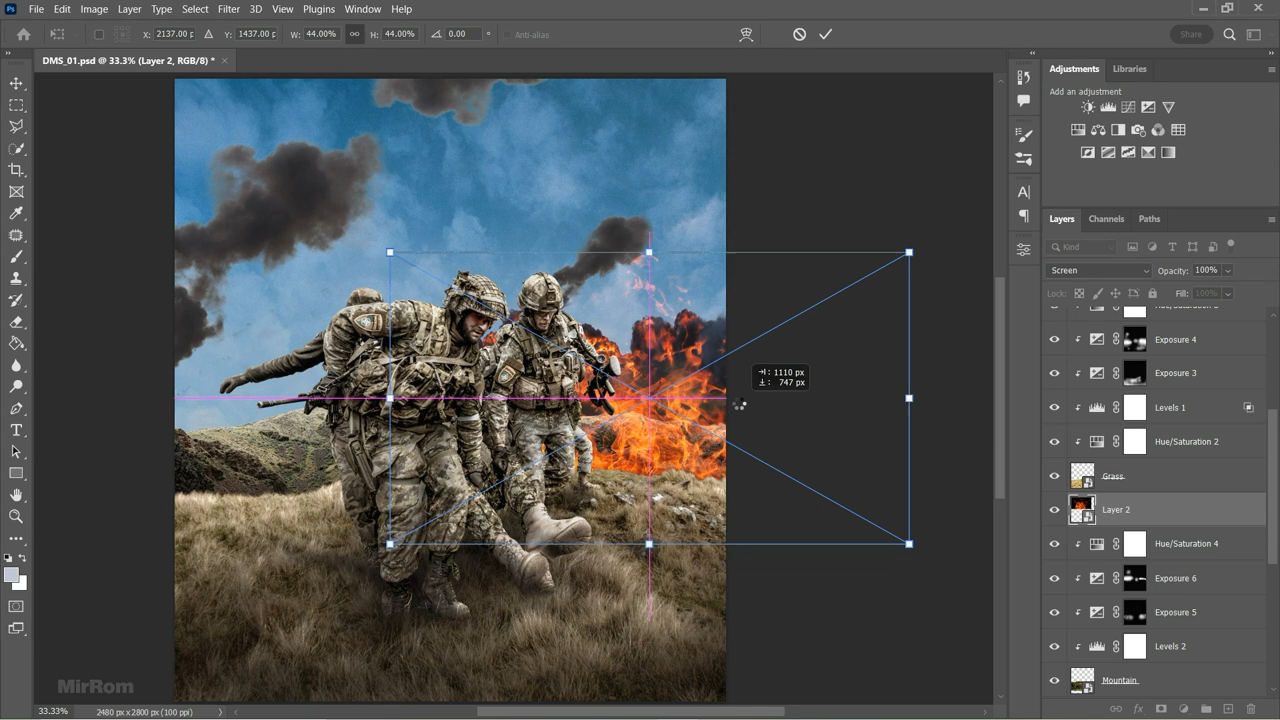 Ps File Edit Image Layer Type Select Filter 3D View Plugins Window Help
X: 2137.00 p Y: 1437.00 p W: 44.00% H: 44.00% 0.00 ° Anti-alias Share
DMS_01.psd @ 33.3% (Layer 2, RGB/8) * ×
Adjustments Libraries
Add an adjustment
Layers Channels Paths
Kind
Screen Opacity: 100%
Lock: Fill: 100%
Exposure 4
Exposure 3
Levels 1
Hue/Saturation 2
Grass
Layer 2
Hue/Saturation 4
Exposure 6
Exposure 5
Levels 2
Mountain
1110 px
747 px
MirRom
33.33% 2480 px x 2800 px (100 ppi)